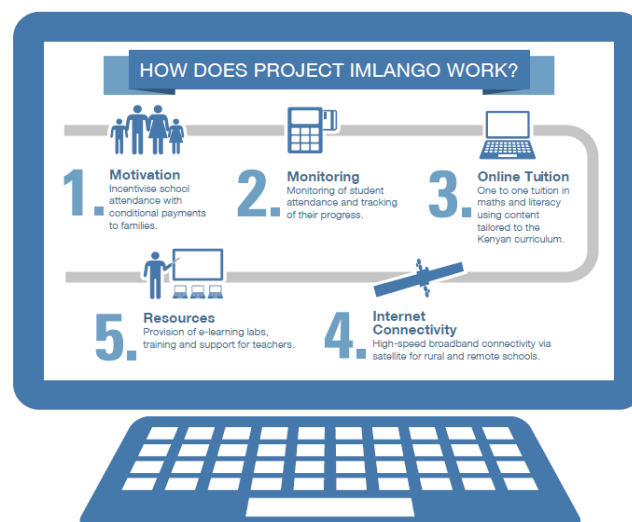 HOW DOES PROJECT IMLANGO WORK?
1.
Motivation
Incentivise school
attendance with
conditional payments
to families.
2.
Monitoring
Monitoring of student
attendance and tracking
of their progress.
3.
Online Tuition
One to one tuition in
maths and literacy
using content
tailored to the
Kenyan curriculum.
4.
Internet
Connectivity
High-speed broadband connectivity via
satellite for rural and remote schools.
5.
Resources
Provision of e-learning labs,
training and support for teachers.